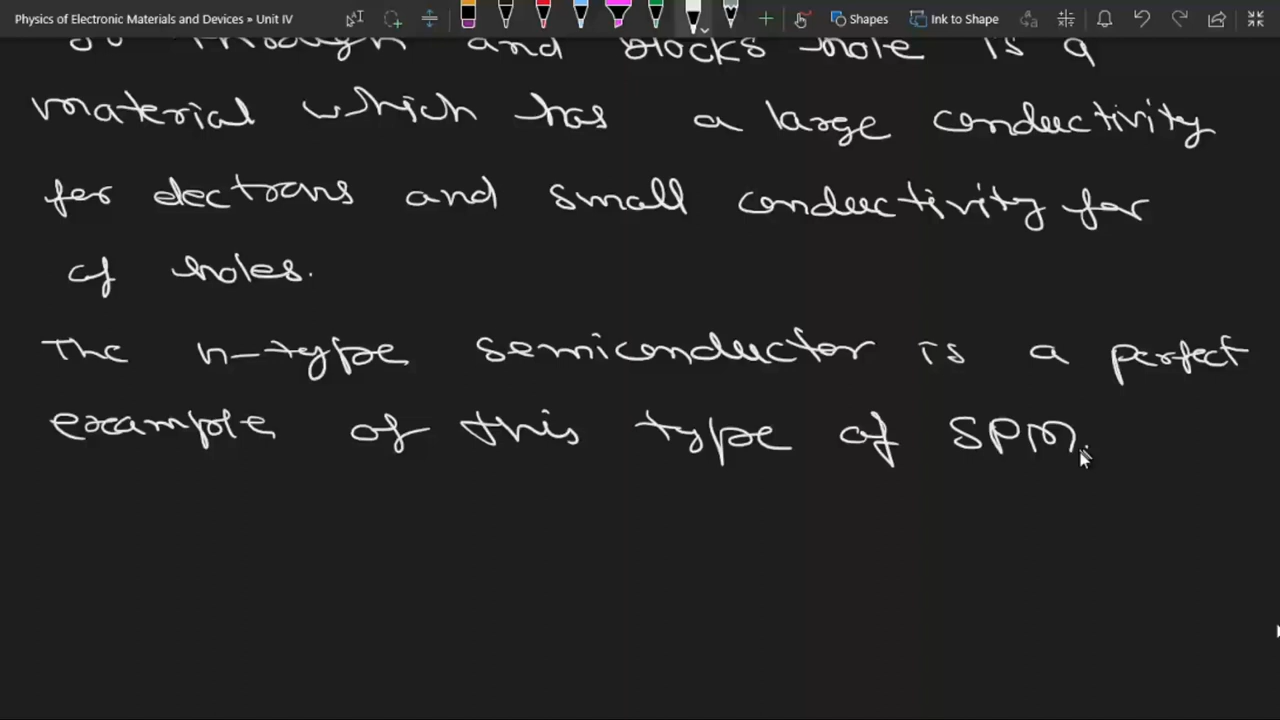 Physics of Electronic Materials and Devices » Unit IV
Shapes
Ink to Shape
go through and blocks hole is a
material which has a large conductivity
for electrons and small conductivity for
of holes.
The n-type semiconductor is a perfect
example of this type of SPM.